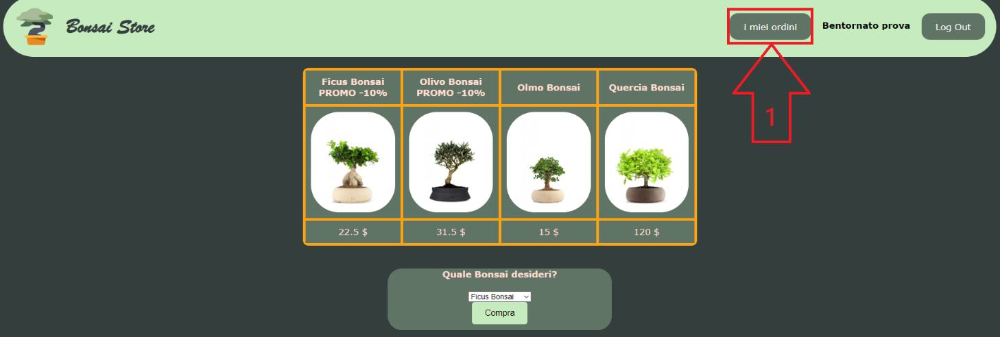 Bonsai Store
i miei ordini
Bentornato prova
Log Out
1
Ficus Bonsai
PROMO -10%
Olivo Bonsai
PROMO -10%
Olmo Bonsai
Quercia Bonsai
22.5 $
31.5 $
15 $
120 $
Quale Bonsai desideri?
Ficus Bonsai
Compra